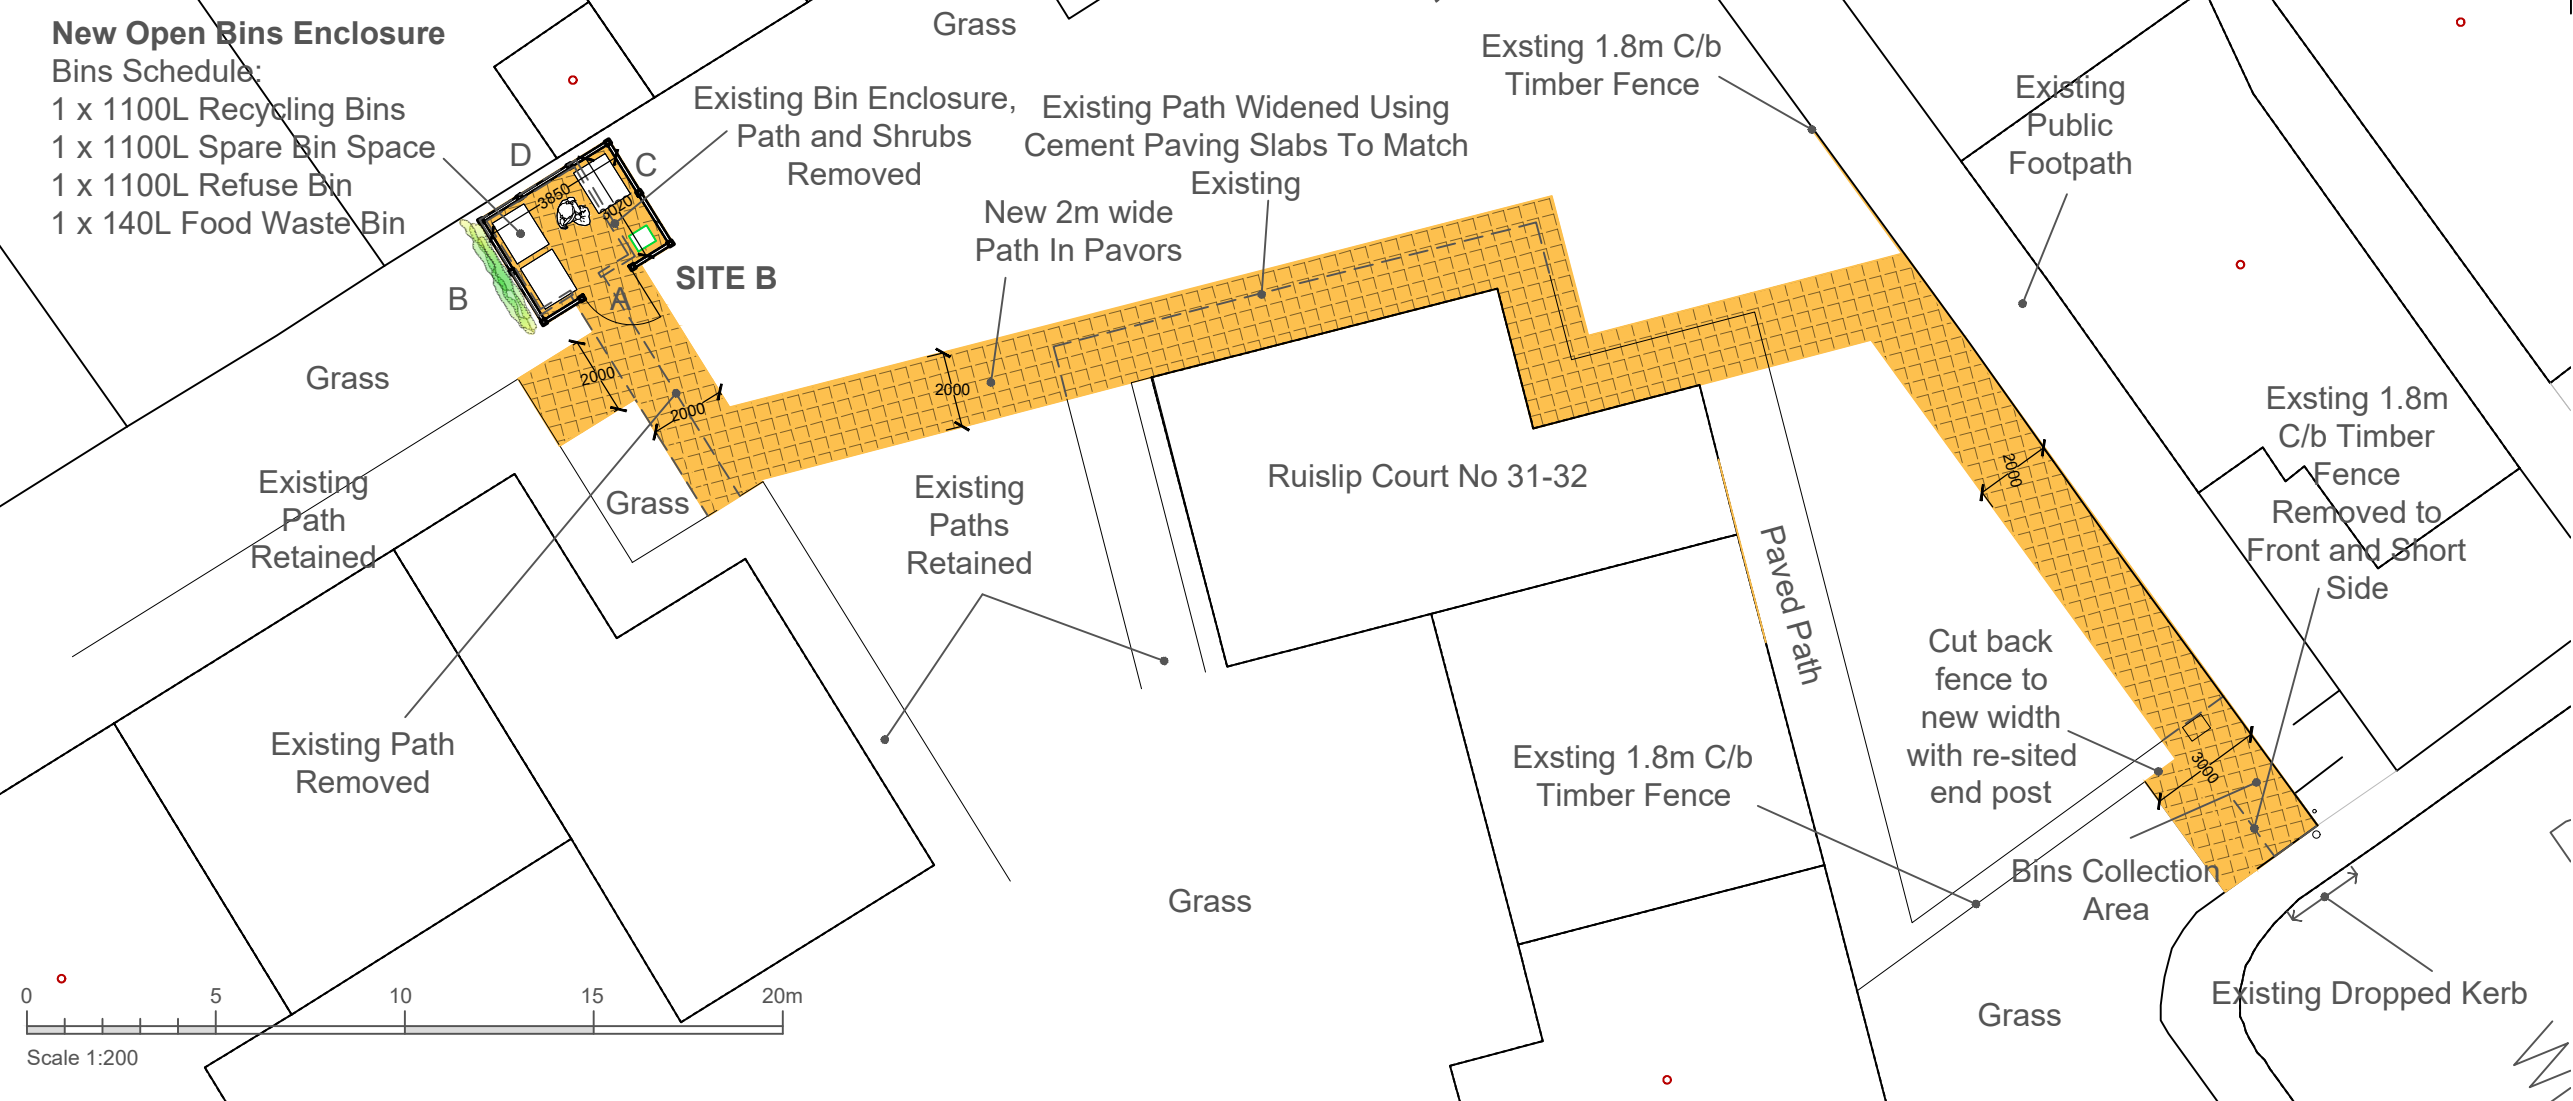 New Open Bins Enclosure
Bins Schedule:
1 x 1100L Recycling Bins
1 x 1100L Spare Bin Space
1 x 1100L Refuse Bin
1 x 140L Food Waste Bin
Grass
Existing Bin Enclosure,
Path and Shrubs
Removed
Existing Path Widened Using
Cement Paving Slabs To Match
Existing
New 2m wide
Path In Pavors
Exsting 1.8m C/b
Timber Fence
Existing
Public
Footpath
D
C
3850
3020
B
A
SITE B
Grass
2000
2000
2000
Existing
Path
Retained
Grass
Existing
Paths
Retained
Ruislip Court No 31-32
Paved Path
2000
Exsting 1.8m
C/b Timber
Fence
Removed to
Front and Short
Side
Cut back
fence to
new width
with re-sited
end post
3000
Existing Path
Removed
Exsting 1.8m C/b
Timber Fence
Bins Collection
Area
Grass
Grass
Existing Dropped Kerb
0 5 10 15 20m
Scale 1:200